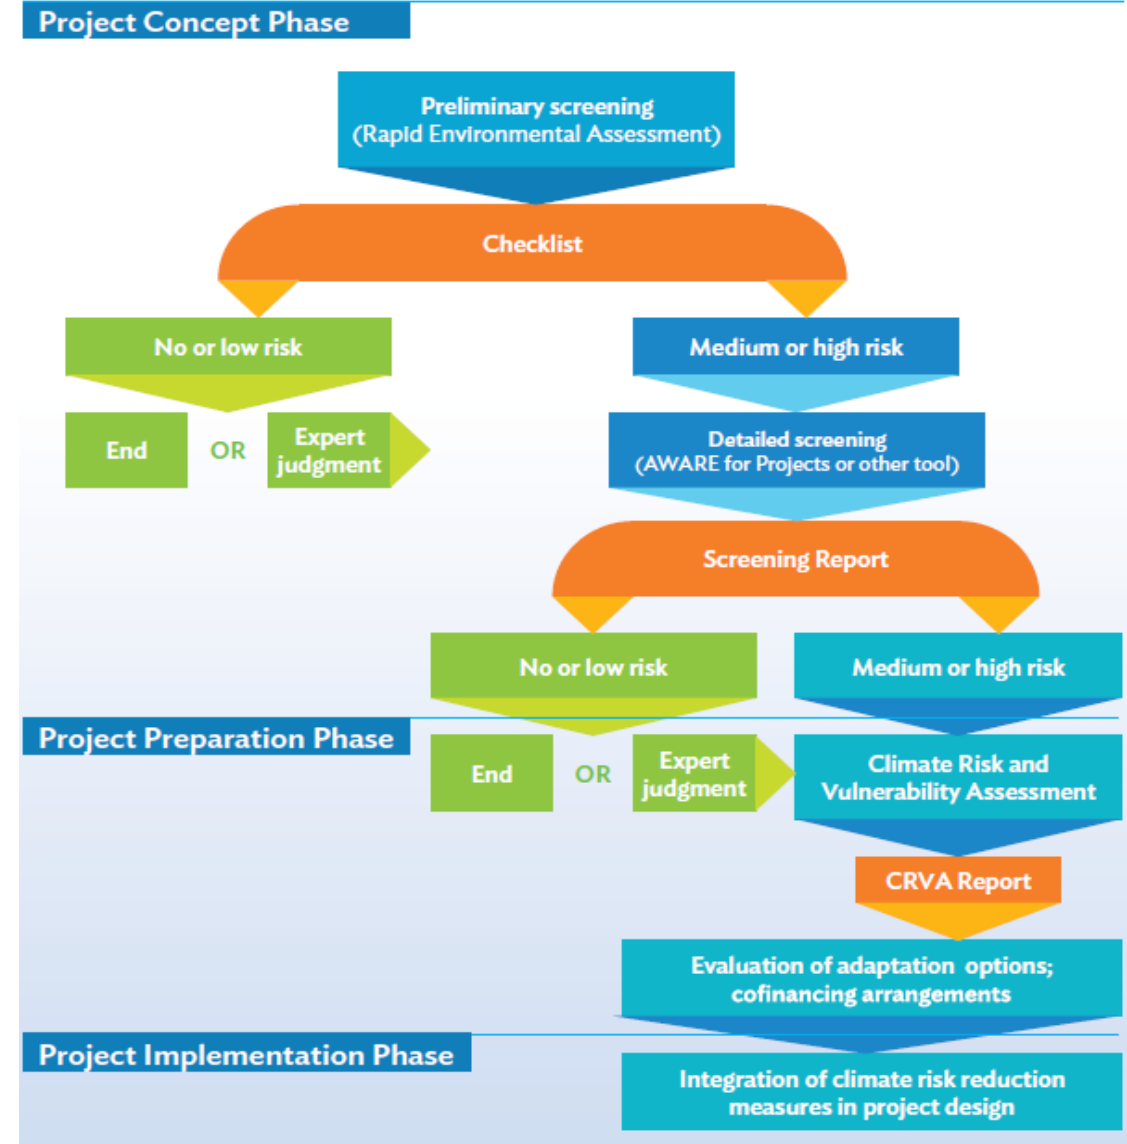 Project Concept Phase
Preliminary screening
(Rapid Environmental Assessment)
Checklist
No or low risk
Medium or high risk
End
OR
Expert
judgment
Detailed screening
(AWARE for Projects or other tool)
Screening Report
No or low risk
Medium or high risk
Project Preparation Phase
End
OR
Expert
judgment
Climate Risk and
Vulnerability Assessment
CRVA Report
Evaluation of adaptation options;
cofinancing arrangements
Project Implementation Phase
Integration of climate risk reduction
measures in project design